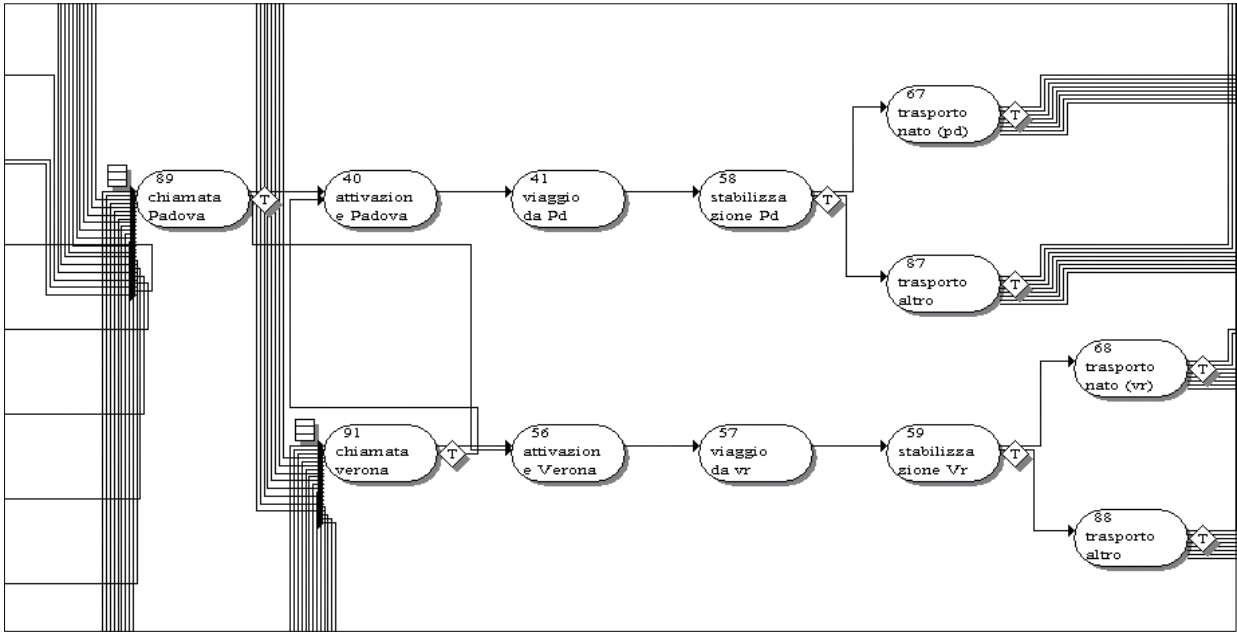 67
trasporto
nato (pd)
T
89
chiamata
Padova
T
40
attivazion
e Padova
41
viaggio
da Pd
58
stabilizza
zione Pd
T
87
trasporto
altro
T
68
trasporto
nato (vr)
T
91
chiamata
verona
T
56
attivazion
e Verona
57
viaggio
da vr
59
stabilizza
zione Vr
T
88
trasporto
altro
T